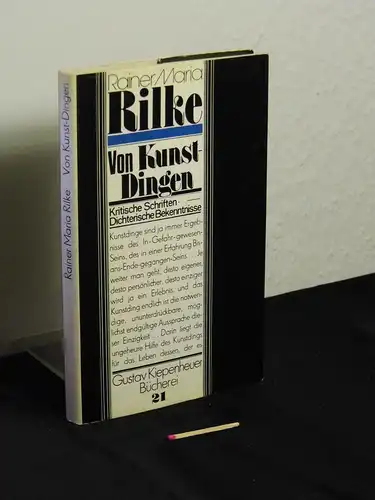 Rainer Maria
Rilke
Von Kunst-
Dingen
Kritische Schriften ·
Dichterische Bekenntnisse
Kunstdinge sind ja immer Ergeb-
nisse des In-Gefahr-gewesen-
Seins, des in einer Erfahrung Bis-
ans-Ende-gegangen-Seins. Je
weiter man geht, desto eigener,
desto persönlicher, desto einziger
wird ja ein Erlebnis, und das
Kunstding endlich ist die notwen-
dige, ununterdrückbare, mög-
lichst endgültige Aussprache die-
ser Einzigkeit ... Darin liegt die
ungeheure Hilfe des Kunstdings
für das Leben dessen, der es
Gustav Kiepenheuer
Bücherei
21
Rainer Maria Rilke Von Kunst-Dingen